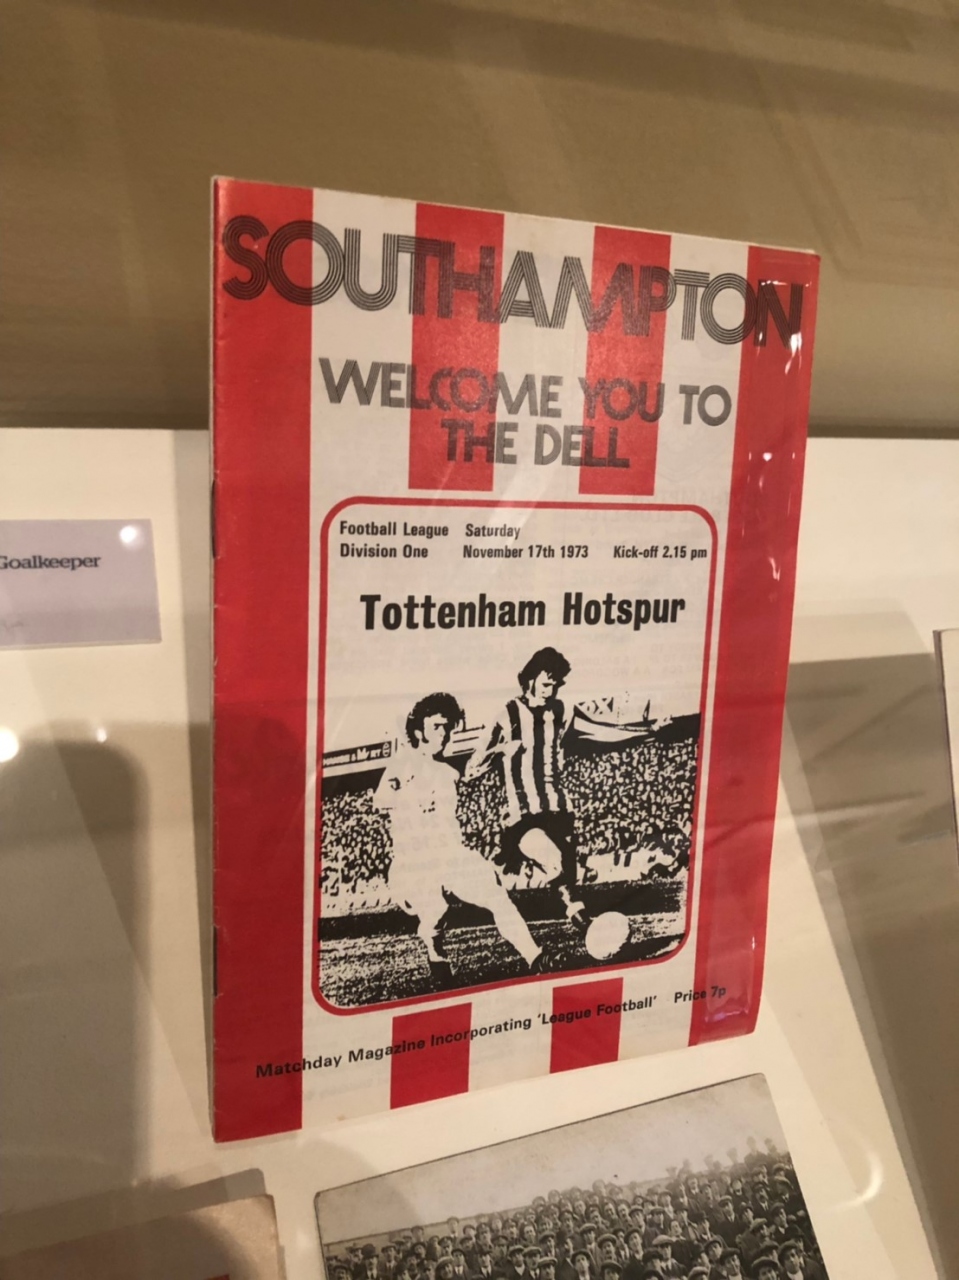 SOUTHAMPTON
WELCOME YOU TO
THE DELL
Football League Saturday
Division One November 17th 1973 Kick-off 2.15 pm
Tottenham Hotspur
Matchday Magazine Incorporating 'League Football' Price 7p
Goalkeeper